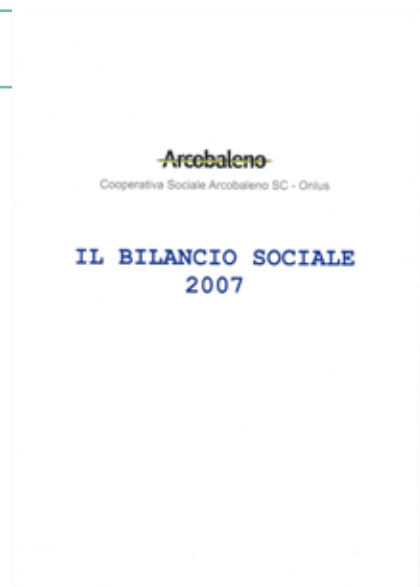 Arcobaleno
Cooperativa Sociale Arcobaleno SC - Onlus
IL BILANCIO SOCIALE
2007